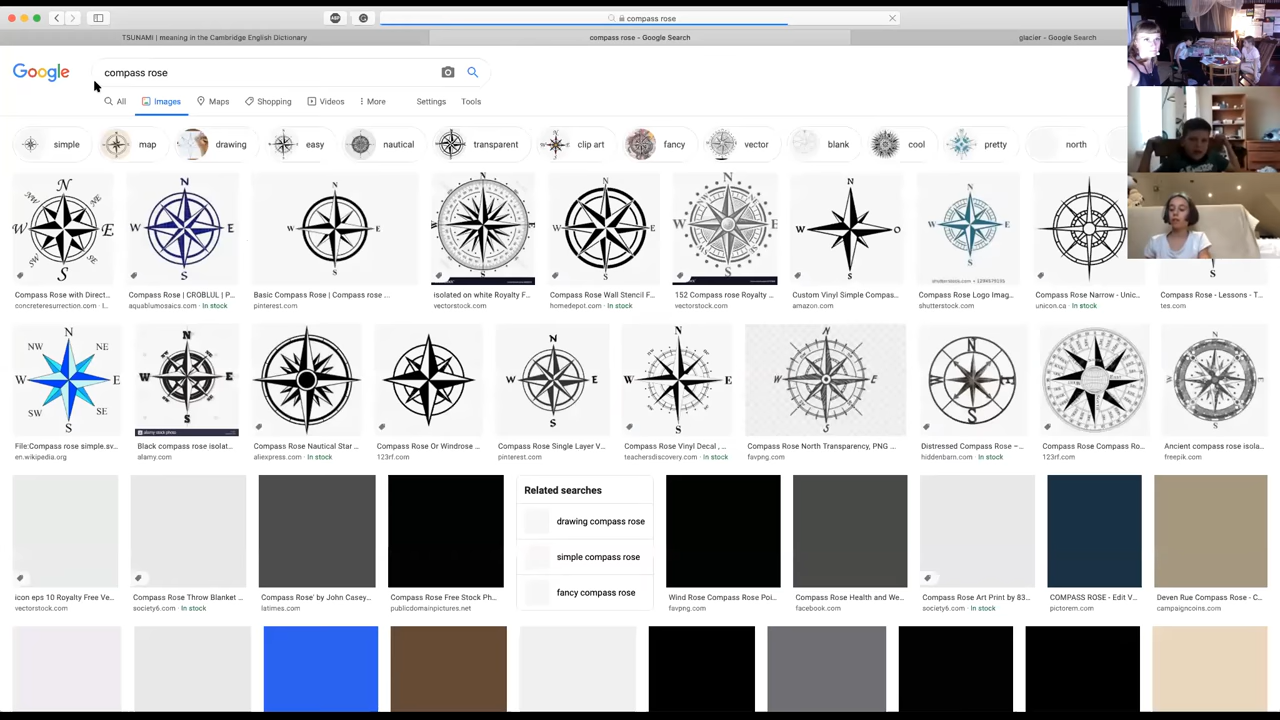 compass rose
TSUNAMI | meaning in the Cambridge English Dictionary
compass rose - Google Search
glacier - Google Search
Google
compass rose
All
Images
Maps
Shopping
Videos
More
Settings
Tools
simple
map
drawing
easy
nautical
transparent
clip art
fancy
vector
blank
cool
pretty
north
Compass Rose with Direct...
concreteresurrection.com
Compass Rose | CROBLUL | P...
aquablumosaics.com · In stock
Basic Compass Rose | Compass rose ...
pinterest.com
isolated on white Royalty F...
vectorstock.com
Compass Rose Wall Stencil F...
homedepot.com · In stock
152 Compass rose Royalty ...
vectorstock.com
Custom Vinyl Simple Compas...
amazon.com
Compass Rose Logo Imag...
shutterstock.com
Compass Rose Narrow - Unic...
unicon.ca · In stock
Compass Rose - Lessons - T...
tes.com
N
NE
E
SE
S
SW
W
NW
File:Compass rose simple.sv...
en.wikipedia.org
Black compass rose isolat...
alamy.com
Compass Rose Nautical Star ...
aliexpress.com · In stock
Compass Rose Or Windrose ...
123rf.com
Compass Rose Single Layer V...
pinterest.com
Compass Rose Vinyl Decal , ...
teachersdiscovery.com · In stock
Compass Rose North Transparency, PNG ...
favpng.com
Distressed Compass Rose – ...
hiddenbarn.com · In stock
Compass Rose Compass Ro...
123rf.com
Ancient compass rose isola...
freepik.com
icon eps 10 Royalty Free Ve...
vectorstock.com
Compass Rose Throw Blanket ...
society6.com · In stock
Compass Rose' by John Casey...
latimes.com
Compass Rose Free Stock Ph...
publicdomainpictures.net
Related searches
drawing compass rose
simple compass rose
fancy compass rose
Wind Rose Compass Rose Poi...
favpng.com
Compass Rose Health and We...
facebook.com
Compass Rose Art Print by 83...
society6.com · In stock
COMPASS ROSE - Edit V...
pictorem.com
Deven Rue Compass Rose - C...
campaigncoins.com